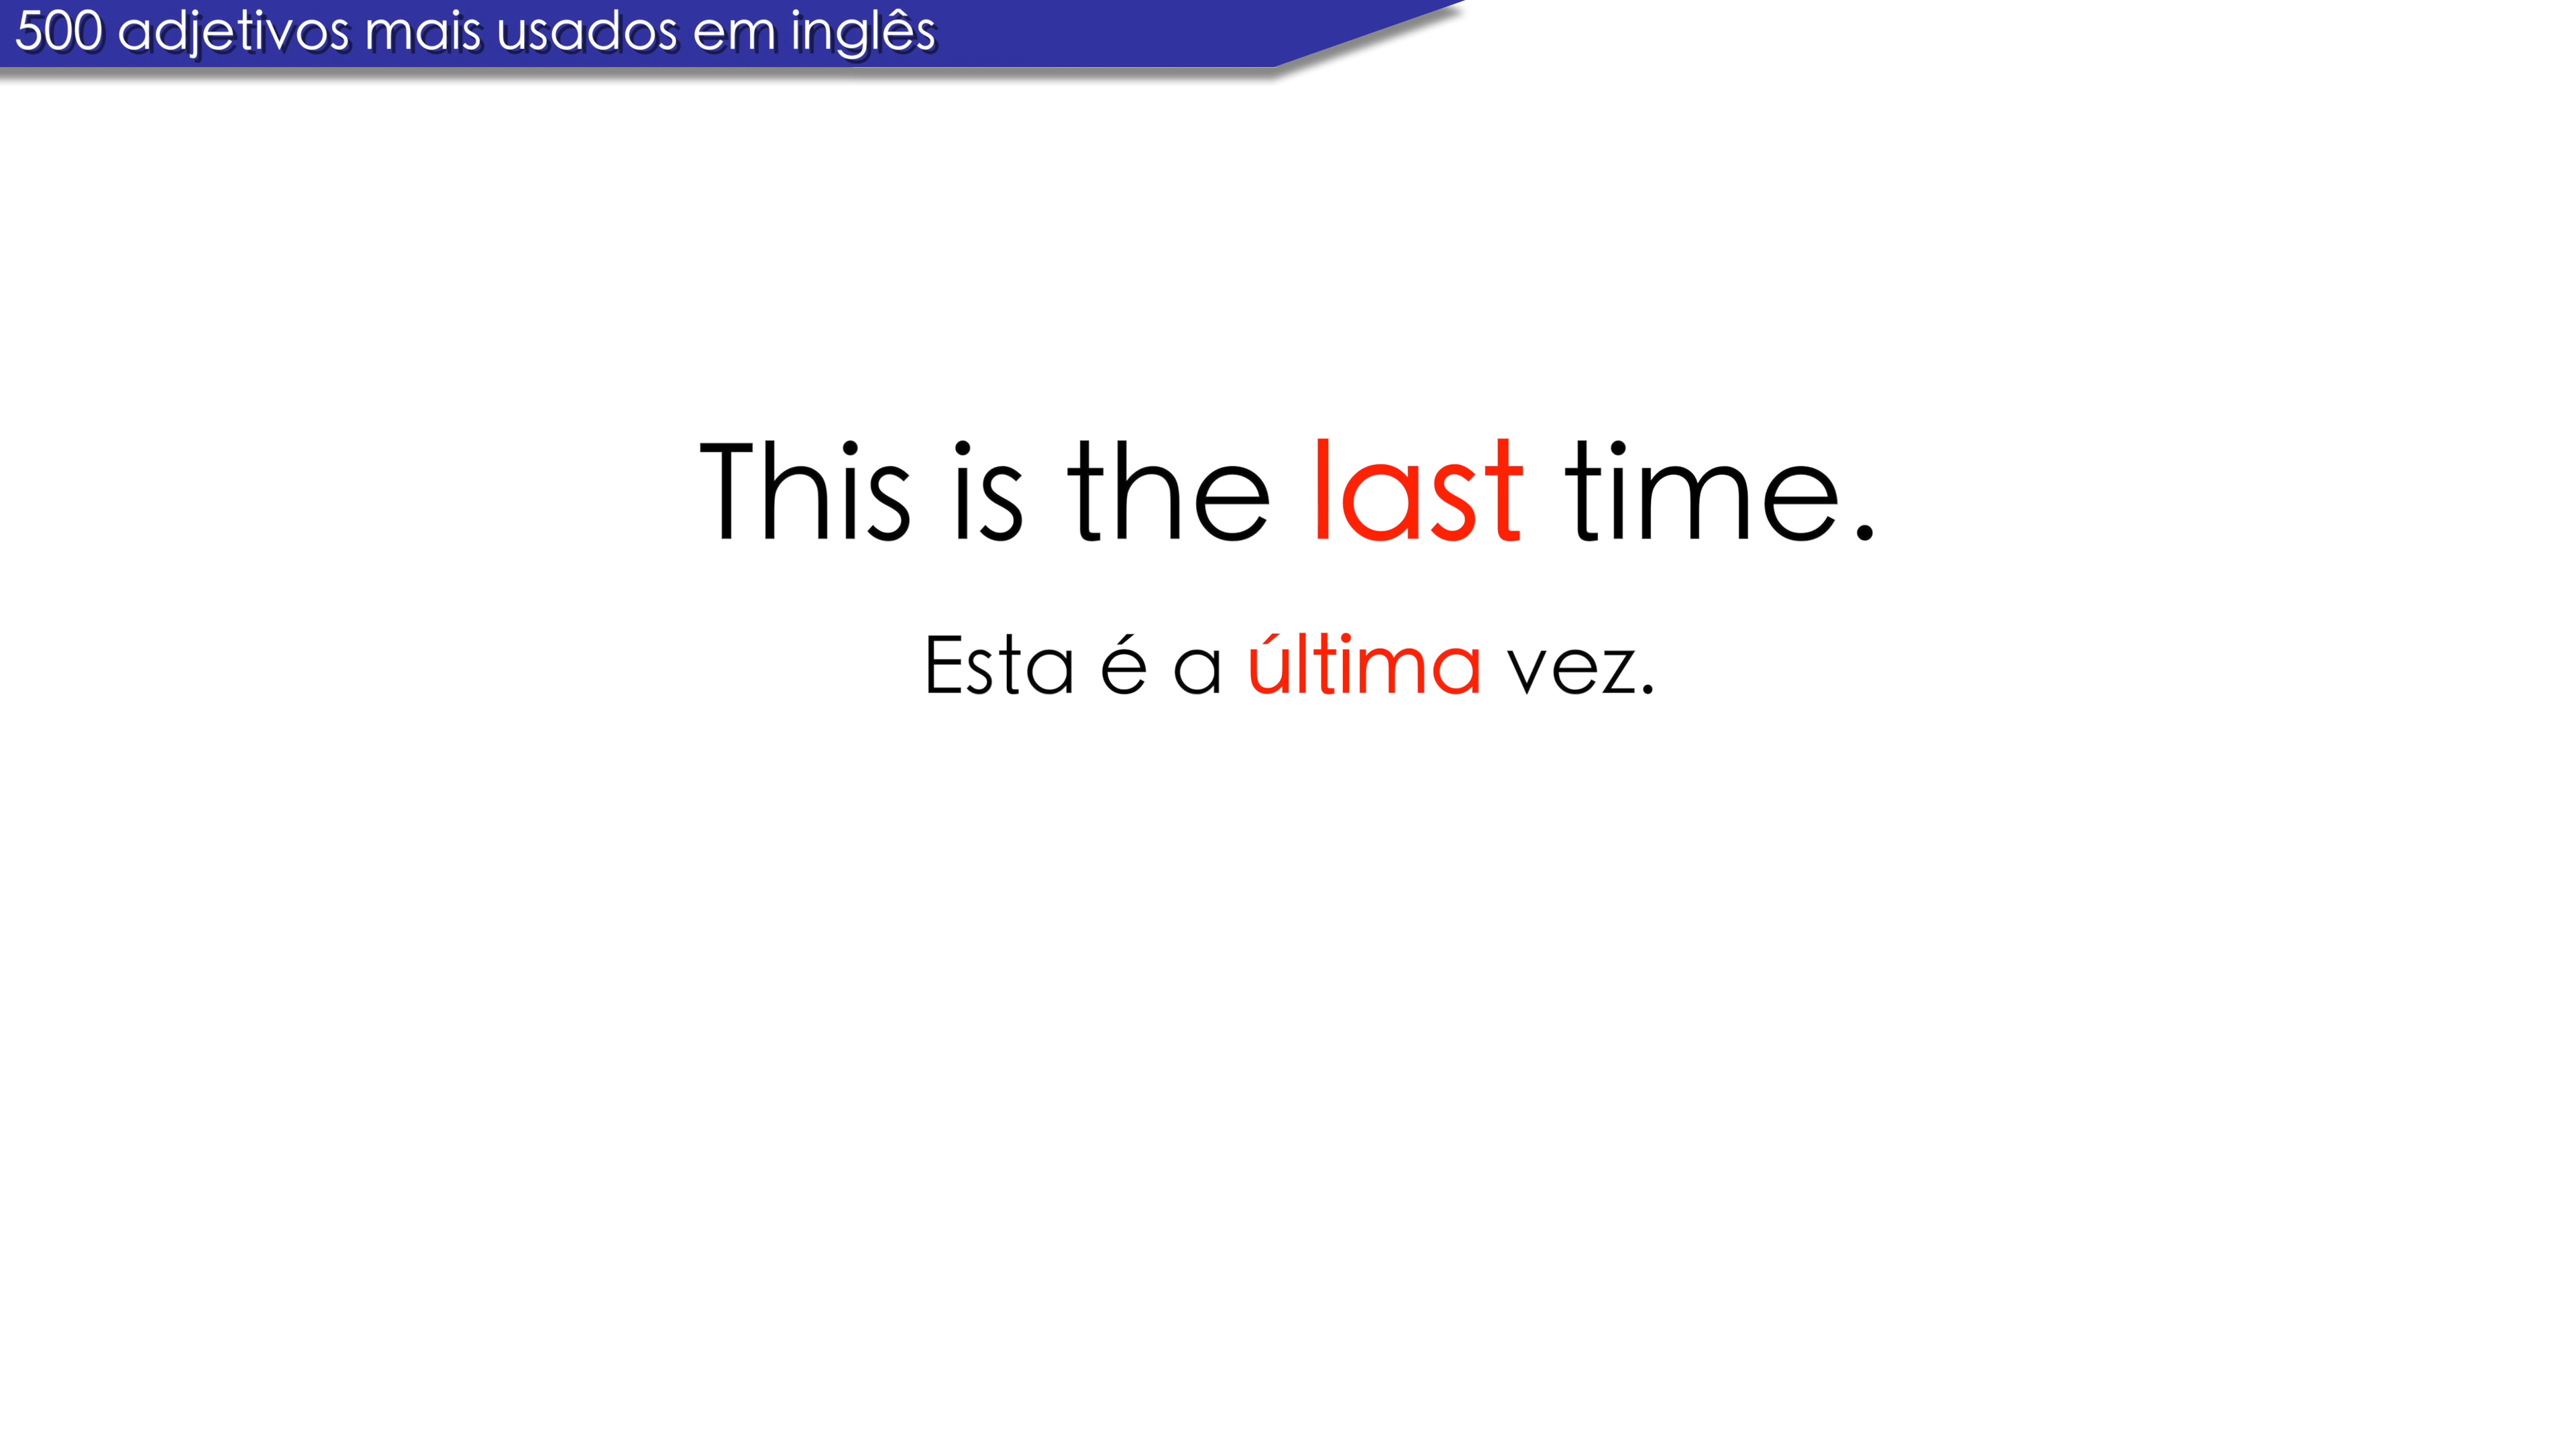 500 adjetivos mais usados em inglês
This is the last time.
Esta é a última vez.